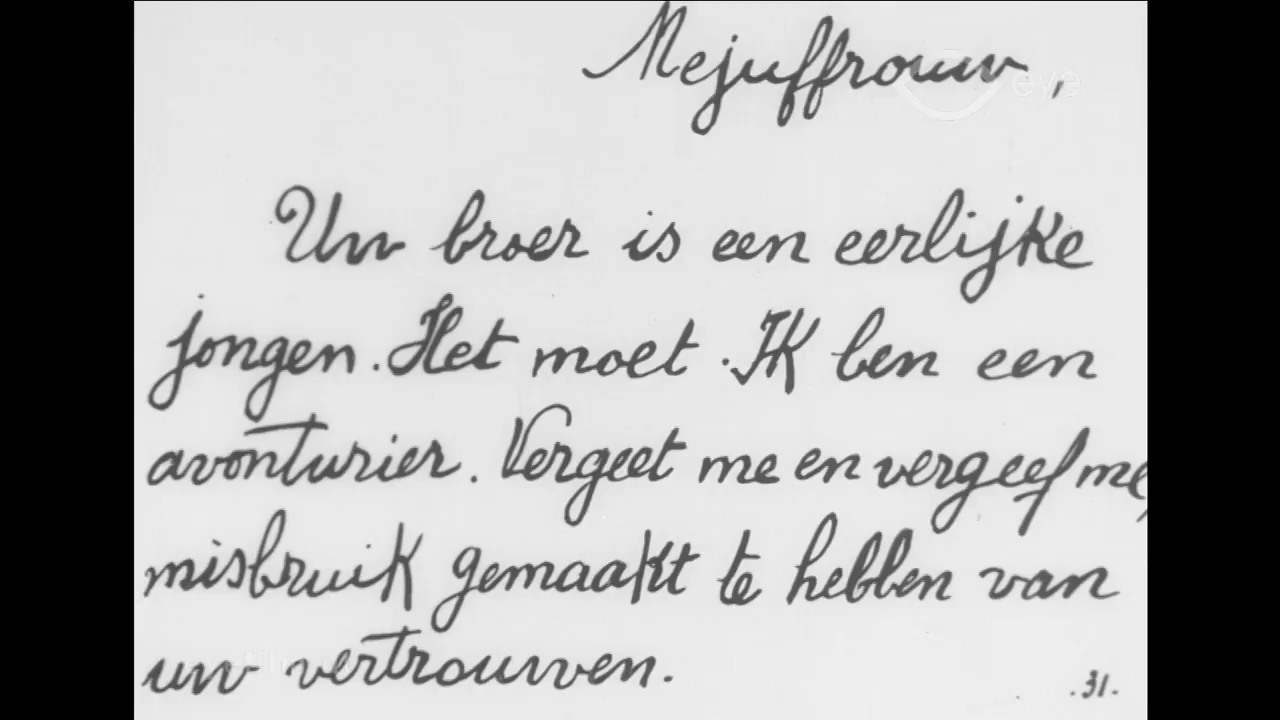 Mejuffrouw,
Uw broer is een eerlijke
jongen. Het moet. Ik ben een
avonturier. Vergeet me en vergeef me,
misbruik gemaakt te hebben van
uw vertrouwen.
.31.
eye